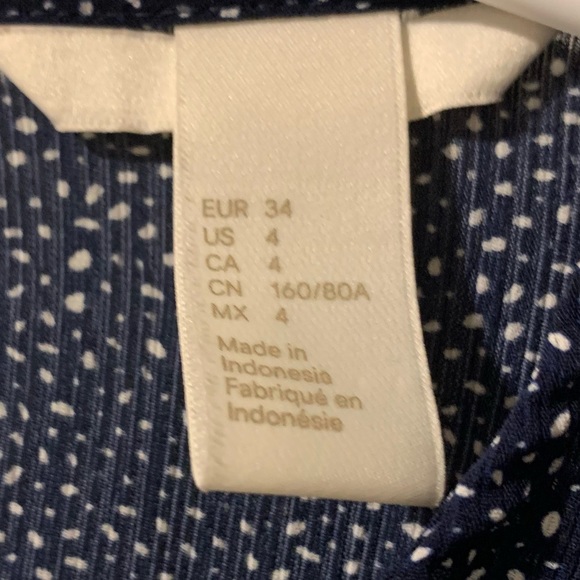 EUR 34
US 4
CA 4
CN 160/80A
MX 4
Made in
Indonesia
Fabriqué en
Indonésie